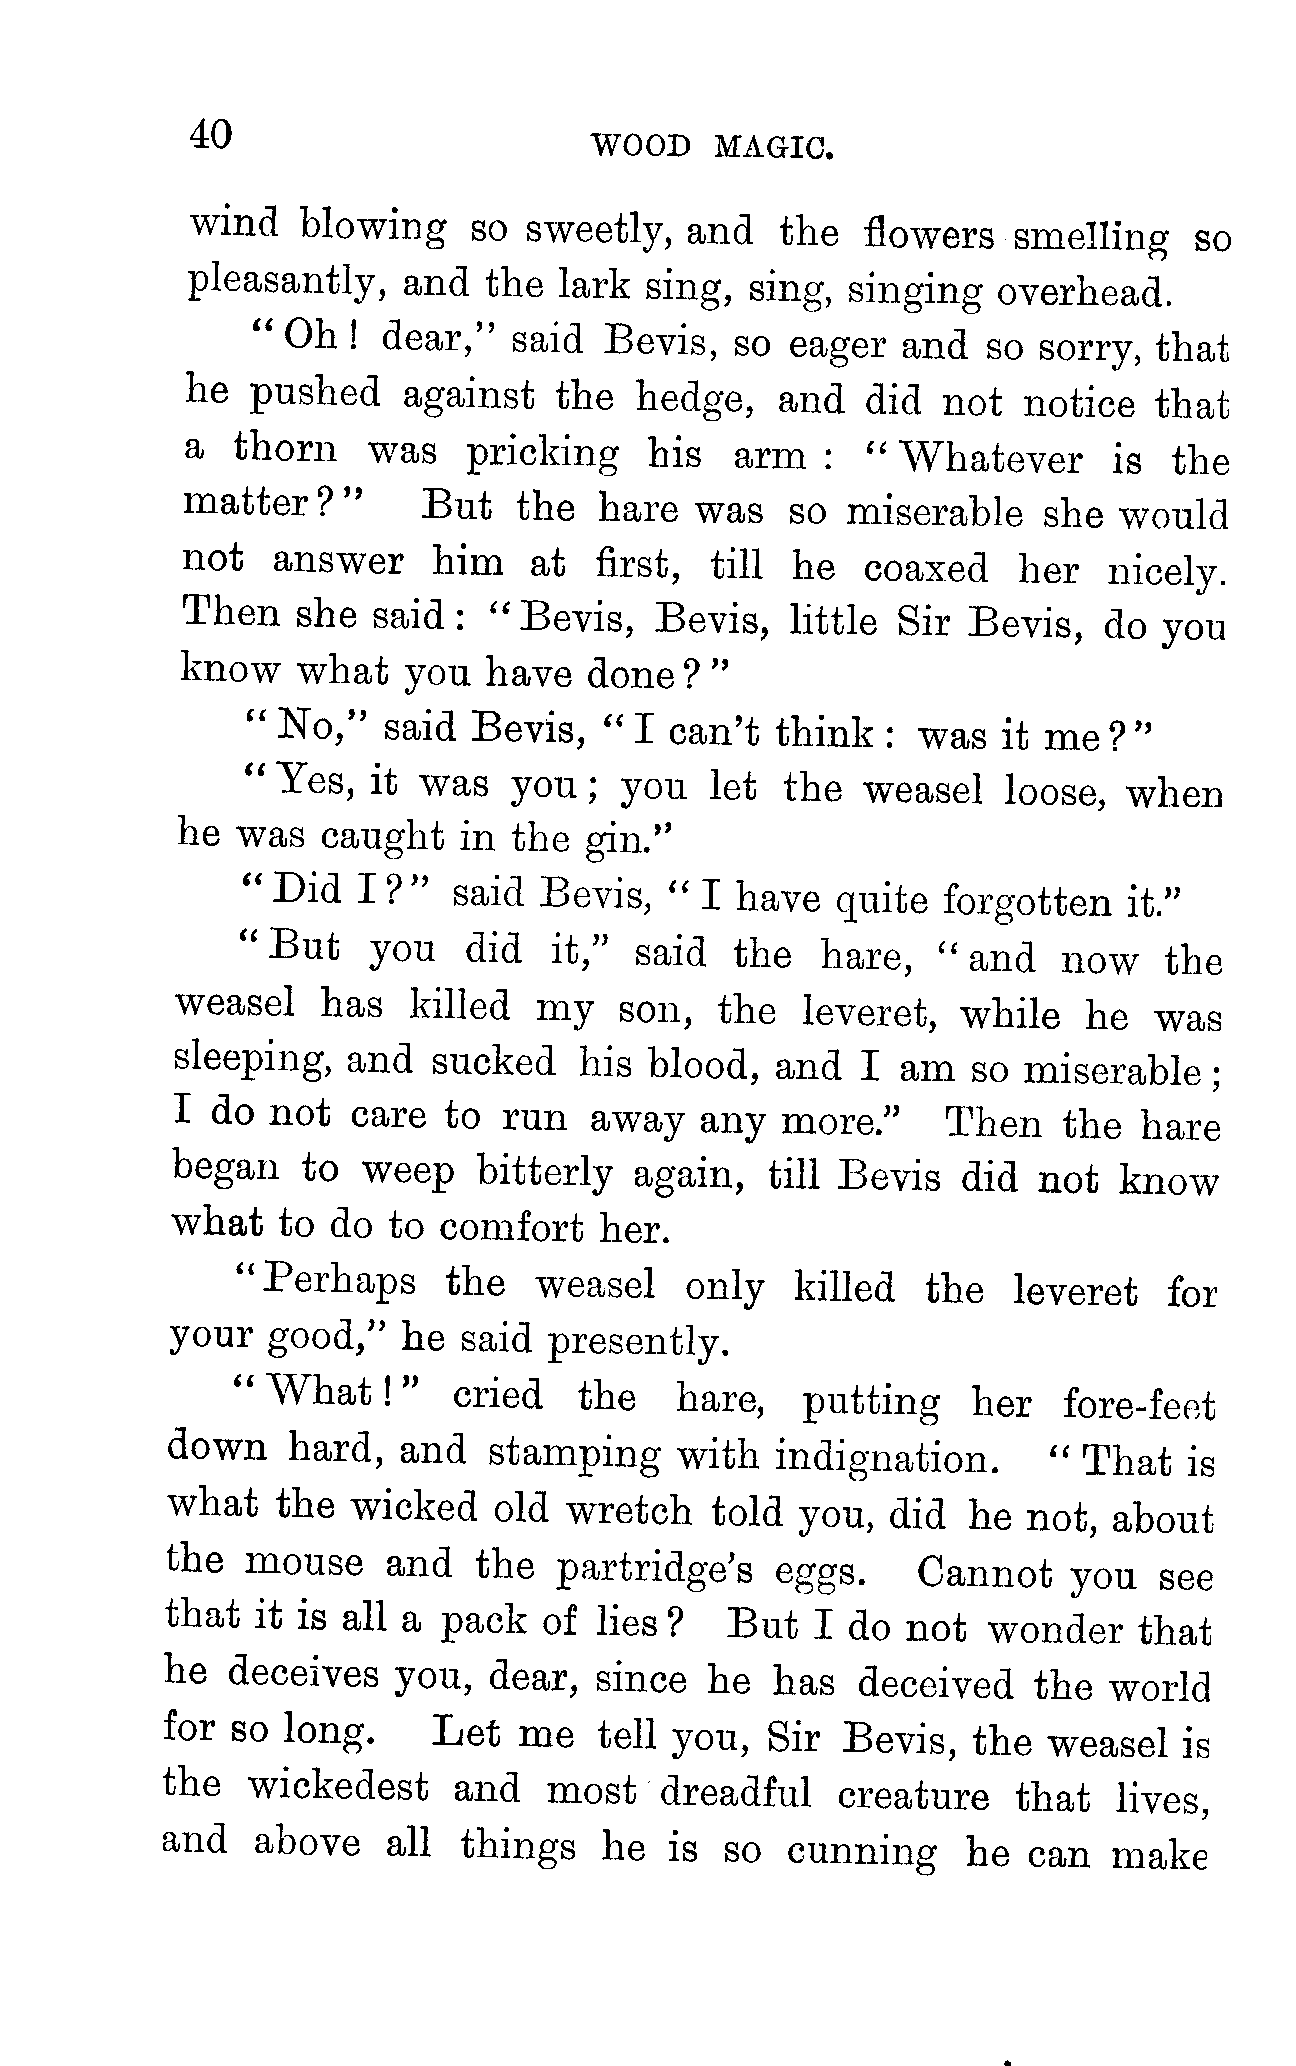 40
WOOD MAGIC.
wind blowing so sweetly, and the flowers smelling so
pleasantly, and the lark sing, sing, singing overhead.
"Oh! dear," said Bevis, so eager and so sorry, that
he pushed against the hedge, and did not notice that
a thorn was pricking his arm : "Whatever is the
matter?" But the hare was so miserable she would
not answer him at first, till he coaxed her nicely.
Then she said : "Bevis, Bevis, little Sir Bevis, do you
know what you have done?"
"No," said Bevis, "I can't think : was it me?"
"Yes, it was you; you let the weasel loose, when
he was caught in the gin."
"Did I?" said Bevis, "I have quite forgotten it."
"But you did it," said the hare, "and now the
weasel has killed my son, the leveret, while he was
sleeping, and sucked his blood, and I am so miserable;
I do not care to run away any more." Then the hare
began to weep bitterly again, till Bevis did not know
what to do to comfort her.
"Perhaps the weasel only killed the leveret for
your good," he said presently.
"What!" cried the hare, putting her fore-feet
down hard, and stamping with indignation. "That is
what the wicked old wretch told you, did he not, about
the mouse and the partridge's eggs. Cannot you see
that it is all a pack of lies? But I do not wonder that
he deceives you, dear, since he has deceived the world
for so long. Let me tell you, Sir Bevis, the weasel is
the wickedest and most dreadful creature that lives,
and above all things he is so cunning he can make